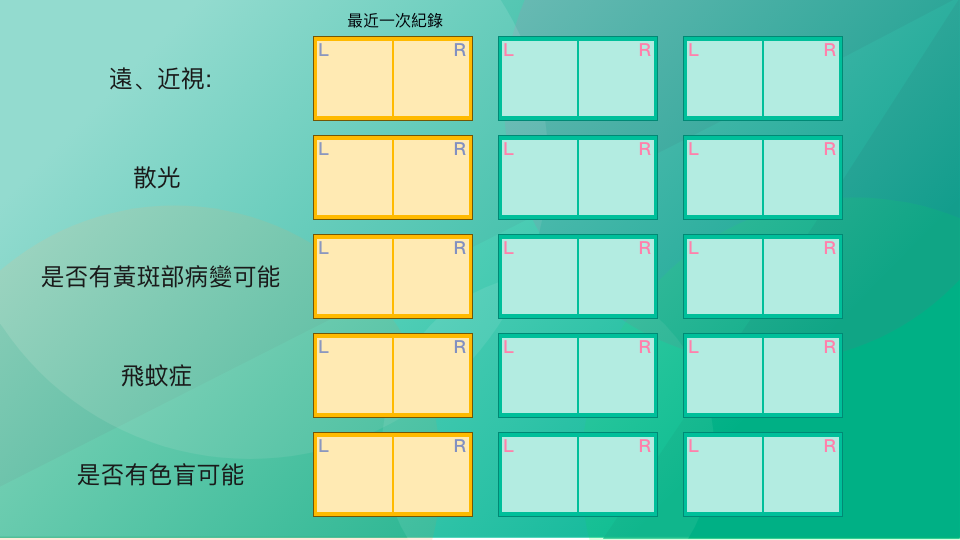 最近一次紀錄
遠、近視: L R L R L R
散光 L R L R L R
是否有黃斑部病變可能 L R L R L R
飛蚊症 L R L R L R
是否有色盲可能 L R L R L R